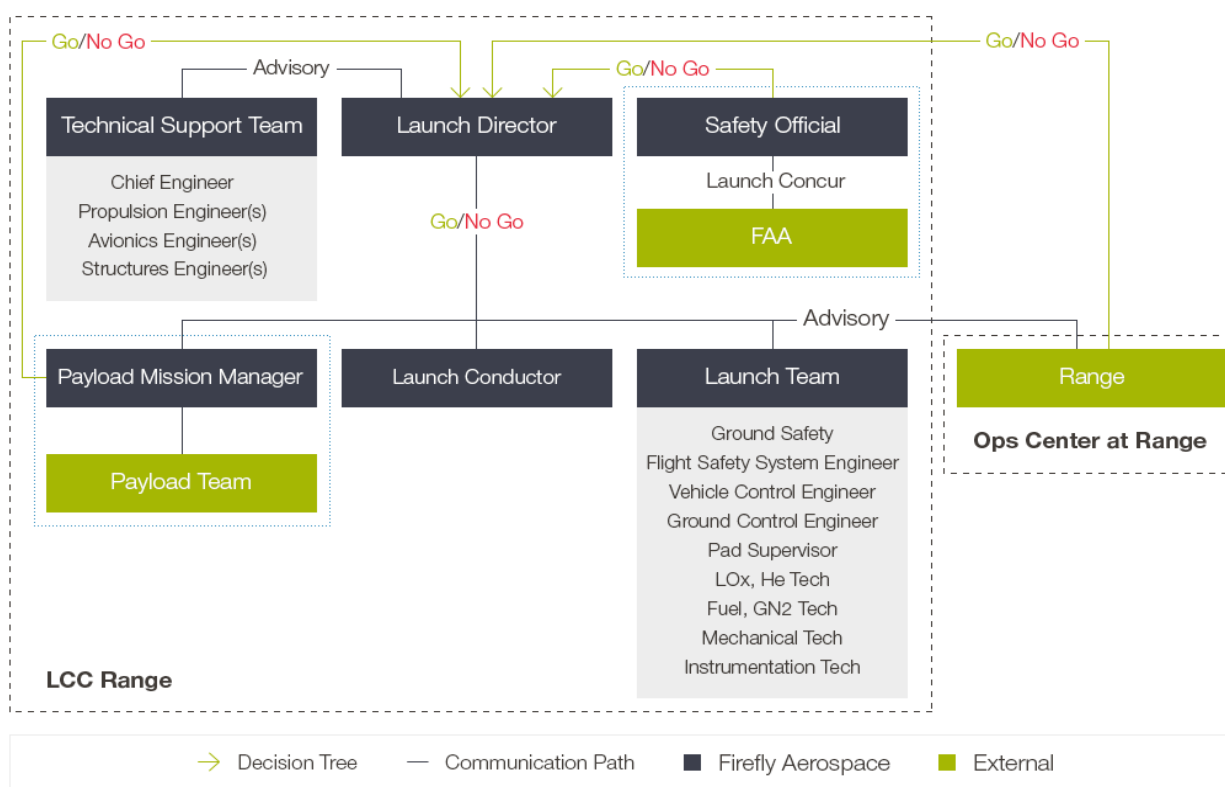 Go/No Go
Go/No Go
Advisory
Go/No Go
Technical Support Team
Launch Director
Safety Official
Chief Engineer
Propulsion Engineer(s)
Avionics Engineer(s)
Structures Engineer(s)
Launch Concur
Go/No Go
FAA
Advisory
Payload Mission Manager
Launch Conductor
Launch Team
Range
Ops Center at Range
Payload Team
Ground Safety
Flight Safety System Engineer
Vehicle Control Engineer
Ground Control Engineer
Pad Supervisor
LOx, He Tech
Fuel, GN2 Tech
Mechanical Tech
Instrumentation Tech
LCC Range
Decision Tree
Communication Path
Firefly Aerospace
External